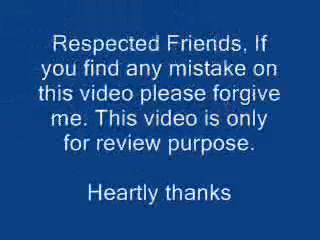 Respected Friends, If
you find any mistake on
this video please forgive
me. This video is only
for review purpose.
Heartly thanks